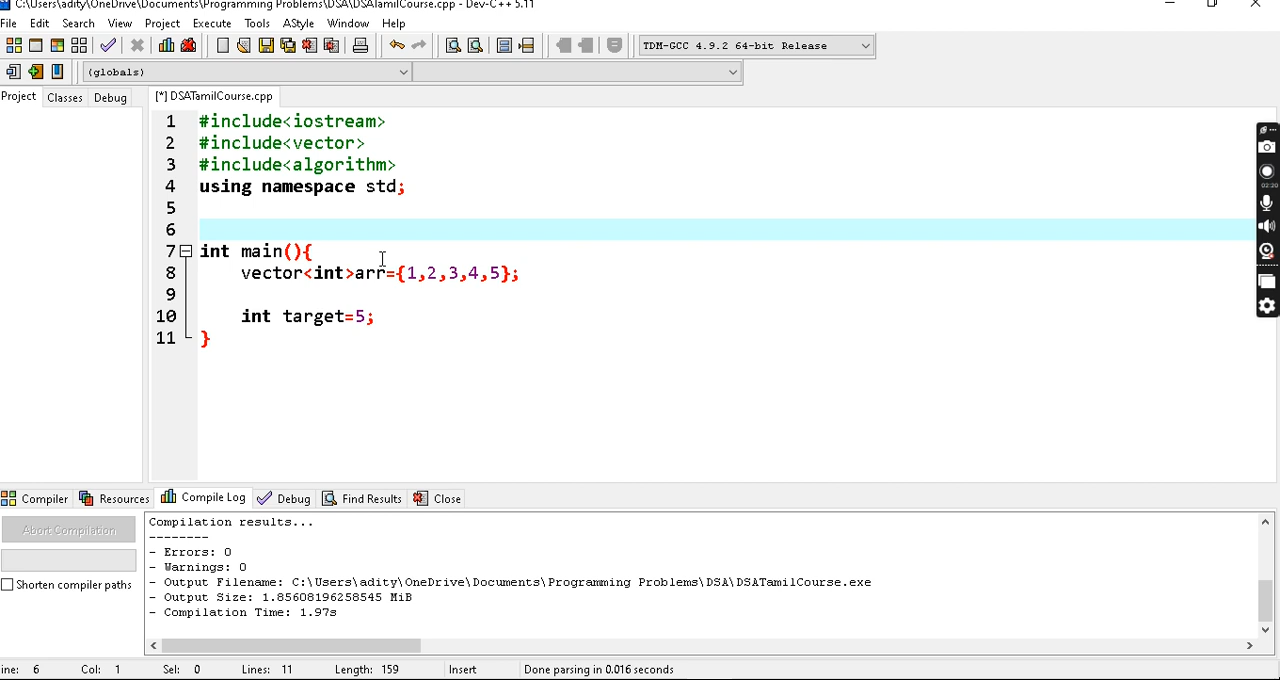 C:\Users\adity\OneDrive\Documents\Programming Problems\DSA\DSATamilCourse.cpp - Dev-C++ 5.11
File Edit Search View Project Execute Tools AStyle Window Help
TDM-GCC 4.9.2 64-bit Release
(globals)
Project Classes Debug [*] DSATamilCourse.cpp
1 #include<iostream>
2 #include<vector>
3 #include<algorithm>
4 using namespace std;
5
6
7 int main(){
8 vector<int>arr={1,2,3,4,5};
9
10 int target=5;
11 }
02:20
Compiler Resources Compile Log Debug Find Results Close
Abort Compilation
Shorten compiler paths
Compilation results...
--------
- Errors: 0
- Warnings: 0
- Output Filename: C:\Users\adity\OneDrive\Documents\Programming Problems\DSA\DSATamilCourse.exe
- Output Size: 1.85608196258545 MiB
- Compilation Time: 1.97s
ine: 6 Col: 1 Sel: 0 Lines: 11 Length: 159 Insert Done parsing in 0.016 seconds